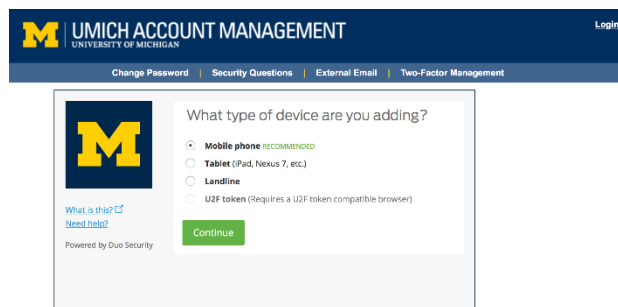 M UMICH ACCOUNT MANAGEMENT
UNIVERSITY OF MICHIGAN
Login
Change Password | Security Questions | External Email | Two-Factor Management
M
What type of device are you adding?
Mobile phone RECOMMENDED
Tablet (iPad, Nexus 7, etc.)
Landline
U2F token (Requires a U2F token compatible browser)
What is this?
Need help?
Powered by Duo Security
Continue